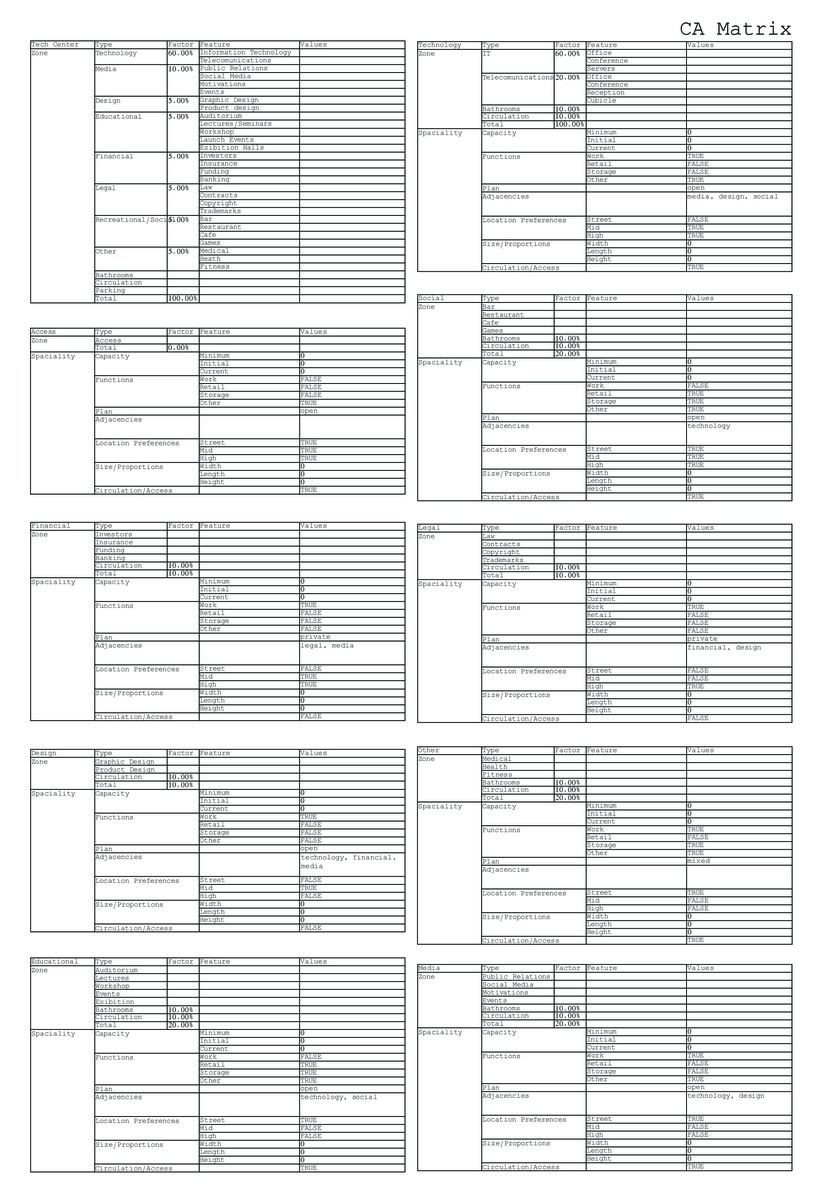 CA Matrix
Tech Center Type Factor Feature Values
Zone Technology 60.00% Information Technology
Telecomunications
Media 10.00% Public Relations
Social Media
Motivations
Events
Design 5.00% Graphic Design
Product design
Educational 5.00% Auditorium
Lectures/Seminars
Workshop
Launch Events
Exibition Halls
Financial 5.00% Investors
Insurance
Funding
Banking
Legal 5.00% Law
Contracts
Copyright
Trademarks
Recreational/Soci 5.00% Bar
Restaurant
Cafe
Games
Other 5.00% Medical
Heath
Fitness
Bathrooms
Circulation
Parking
Total 100.00%
Access Type Factor Feature Values
Zone Access
Total 0.00%
Spaciality Capacity Minimum 0
Initial 0
Current 0
Functions Work FALSE
Retail FALSE
Storage FALSE
Other TRUE
Plan open
Adjacencies
Location Preferences Street TRUE
Mid TRUE
High TRUE
Size/Proportions Width 0
Length 0
Height 0
Circulation/Access TRUE
Financial Type Factor Feature Values
Zone Investors
Insurance
Funding
Banking
Circulation 10.00%
Total 10.00%
Spaciality Capacity Minimum 0
Initial 0
Current 0
Functions Work TRUE
Retail FALSE
Storage FALSE
Other FALSE
Plan private
Adjacencies legal, media
Location Preferences Street FALSE
Mid TRUE
High TRUE
Size/Proportions Width 0
Length 0
Height 0
Circulation/Access FALSE
Design Type Factor Feature Values
Zone Graphic Design
Product Design
Circulation 10.00%
Total 10.00%
Spaciality Capacity Minimum 0
Initial 0
Current 0
Functions Work TRUE
Retail FALSE
Storage FALSE
Other FALSE
Plan open
Adjacencies technology, financial,
media
Location Preferences Street FALSE
Mid TRUE
High FALSE
Size/Proportions Width 0
Length 0
Height 0
Circulation/Access FALSE
Educational Type Factor Feature Values
Zone Auditorium
Lectures
Workshop
Events
Exibition
Bathrooms 10.00%
Circulation 10.00%
Total 20.00%
Spaciality Capacity Minimum 0
Initial 0
Current 0
Functions Work FALSE
Retail TRUE
Storage TRUE
Other TRUE
Plan open
Adjacencies technology, social
Location Preferences Street TRUE
Mid FALSE
High FALSE
Size/Proportions Width 0
Length 0
Height 0
Circulation/Access TRUE
Technology Type Factor Feature Values
Zone IT 60.00% Office
Conference
Servers
Telecomunications 20.00% Office
Conference
Reception
Cubicle
Bathrooms 10.00%
Circulation 10.00%
Total 100.00%
Spaciality Capacity Minimum 0
Initial 0
Current 0
Functions Work TRUE
Retail FALSE
Storage FALSE
Other TRUE
Plan open
Adjacencies media, design, social
Location Preferences Street FALSE
Mid TRUE
High TRUE
Size/Proportions Width 0
Length 0
Height 0
Circulation/Access TRUE
Social Type Factor Feature Values
Zone Bar
Restaurant
Cafe
Games
Bathrooms 10.00%
Circulation 10.00%
Total 20.00%
Spaciality Capacity Minimum 0
Initial 0
Current 0
Functions Work FALSE
Retail TRUE
Storage TRUE
Other TRUE
Plan open
Adjacencies technology
Location Preferences Street TRUE
Mid TRUE
High TRUE
Size/Proportions Width 0
Length 0
Height 0
Circulation/Access TRUE
Legal Type Factor Feature Values
Zone Law
Contracts
Copyright
Trademarks
Circulation 10.00%
Total 10.00%
Spaciality Capacity Minimum 0
Initial 0
Current 0
Functions Work TRUE
Retail FALSE
Storage FALSE
Other FALSE
Plan private
Adjacencies financial, design
Location Preferences Street FALSE
Mid FALSE
High TRUE
Size/Proportions Width 0
Length 0
Height 0
Circulation/Access FALSE
Other Type Factor Feature Values
Zone Medical
Health
Fitness
Bathrooms 10.00%
Circulation 10.00%
Total 20.00%
Spaciality Capacity Minimum 0
Initial 0
Current 0
Functions Work TRUE
Retail FALSE
Storage TRUE
Other TRUE
Plan mixed
Adjacencies
Location Preferences Street TRUE
Mid FALSE
High FALSE
Size/Proportions Width 0
Length 0
Height 0
Circulation/Access TRUE
Media Type Factor Feature Values
Zone Public Relations
Social Media
Motivations
Events
Bathrooms 10.00%
Circulation 10.00%
Total 20.00%
Spaciality Capacity Minimum 0
Initial 0
Current 0
Functions Work TRUE
Retail TRUE
Storage FALSE
Other FALSE
Plan open
Adjacencies technology, design
Location Preferences Street TRUE
Mid TRUE
High FALSE
Size/Proportions Width 0
Length 0
Height 0
Circulation/Access TRUE